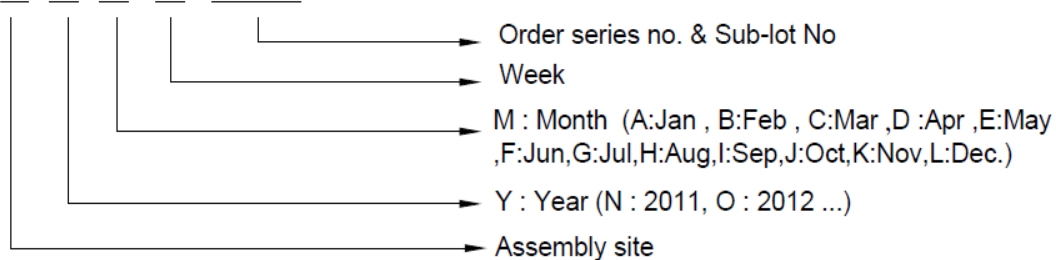 Order series no. & Sub-lot No
Week
M : Month (A:Jan , B:Feb , C:Mar ,D :Apr ,E:May
,F:Jun,G:Jul,H:Aug,I:Sep,J:Oct,K:Nov,L:Dec.)
Y : Year (N : 2011, O : 2012 ...)
Assembly site